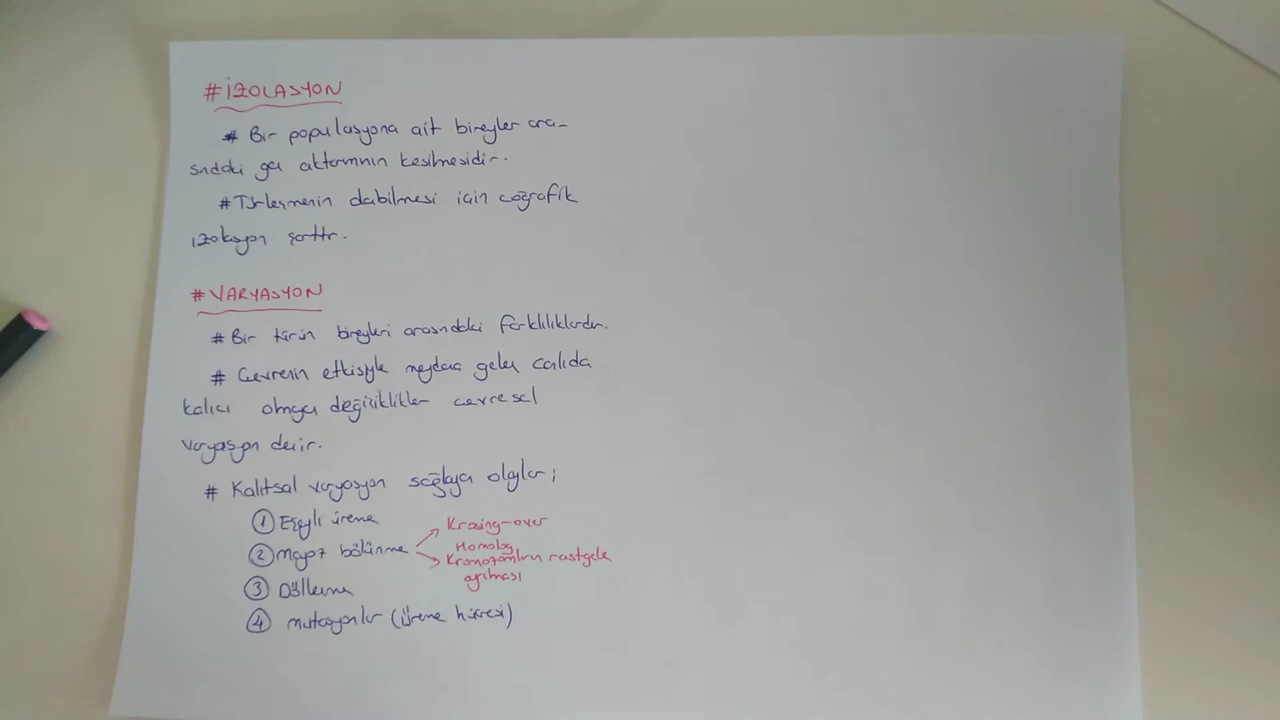 #İZOLASYON
# Bir populasyona ait bireyler ara-
sındaki gen aktarımının kesilmesidir.
#Türleşmenin olabilmesi için coğrafik
izolasyon şarttır.
#VARYASYON
# Bir türün bireyleri arasındaki farklılıklardır.
# Çevrenin etkisiyle meydana gelen
kalıcı olmayan değişiklikler çevresel
varyasyon denir.
# Kalıtsal varyasyon sağlayan olaylar;
① Eşeyli üreme
② mayoz bölünme
Krosing-over
Homolog
Kromozomların rastgele
ayrılması
③ Döllenme
④ mutasyonlar (üreme hücresi)